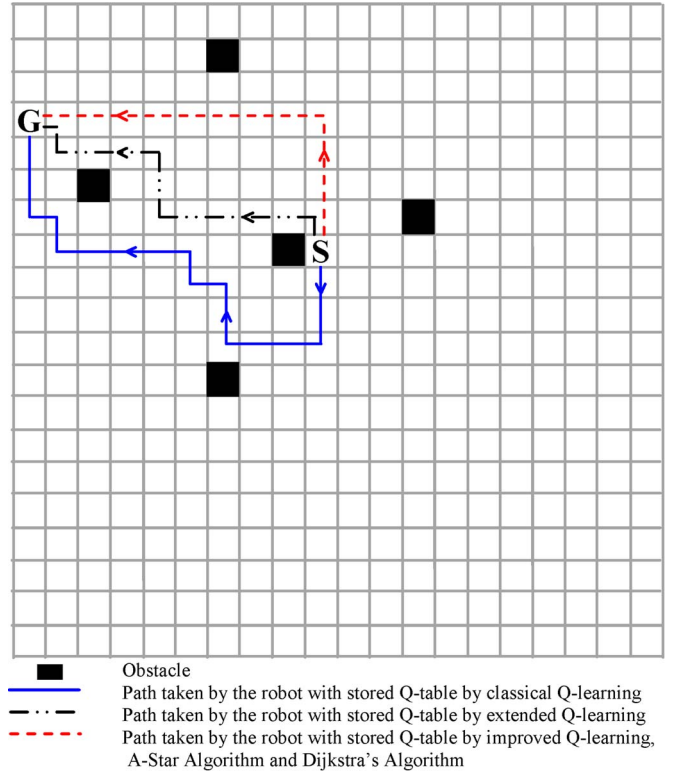 G
S
Obstacle
Path taken by the robot with stored Q-table by classical Q-learning
Path taken by the robot with stored Q-table by extended Q-learning
Path taken by the robot with stored Q-table by improved Q-learning,
A-Star Algorithm and Dijkstra's Algorithm